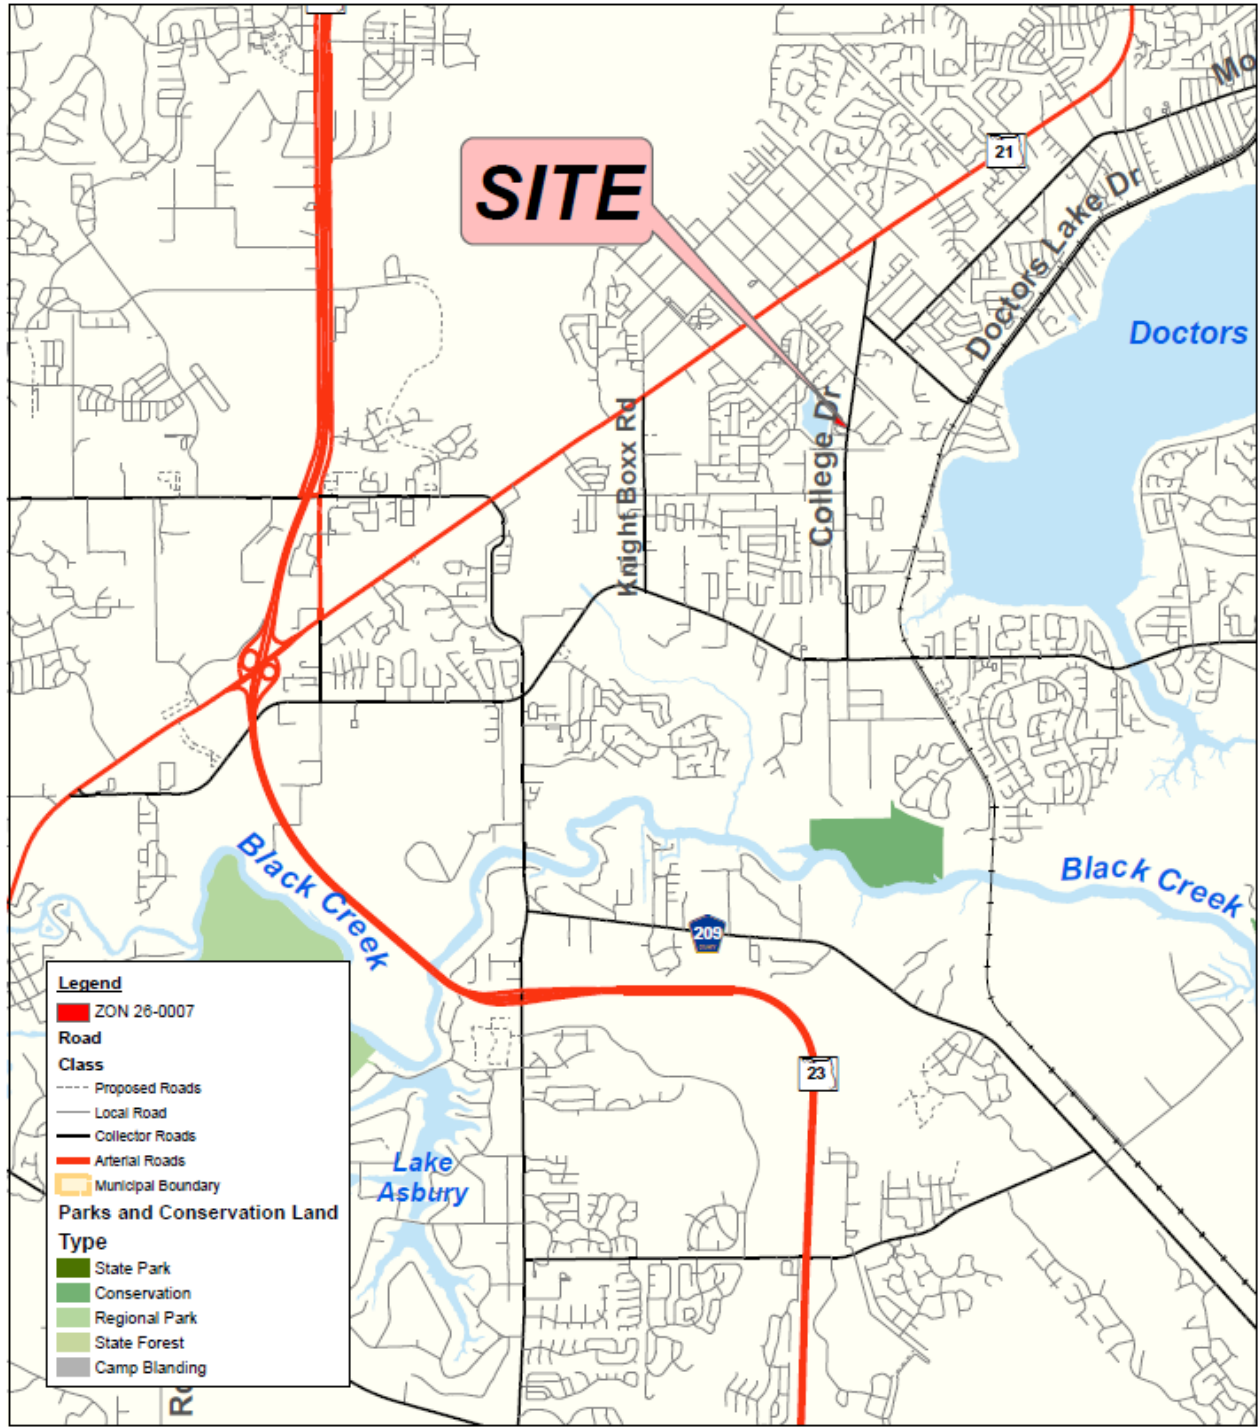 Mo
21
SITE
Doctors Lake Dr
Doctors
Knight Boxx Rd
College Dr
Black Creek
Black Creek
209
23
Lake
Asbury
Legend
ZON 26-0007
Road
Class
Proposed Roads
Local Road
Collector Roads
Arterial Roads
Municipal Boundary
Parks and Conservation Land
Type
State Park
Conservation
Regional Park
State Forest
Camp Blanding